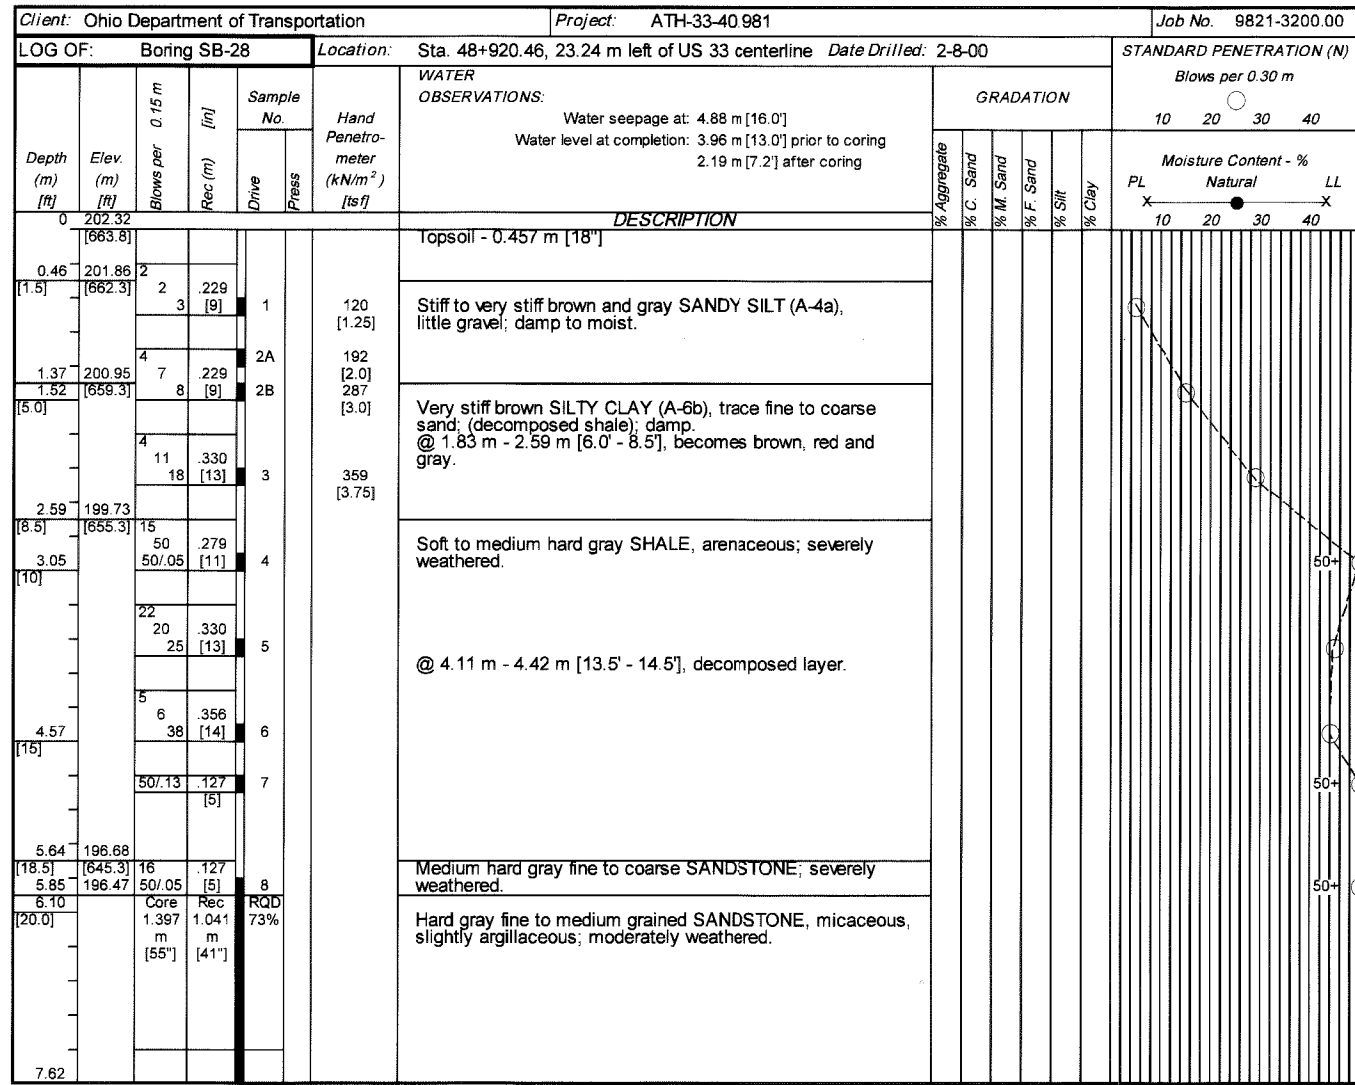 Client: Ohio Department of Transportation Project: ATH-33-40.981 Job No. 9821-3200.00
LOG OF: Boring SB-28 Location: Sta. 48+920.46, 23.24 m left of US 33 centerline Date Drilled: 2-8-00 STANDARD PENETRATION (N)
Depth (m) [ft]
Elev. (m) [ft]
Blows per 0.15 m
Rec (m) [in]
Sample No.
Drive
Press
Hand Penetro-meter (kN/m²) [tsf]
WATER
OBSERVATIONS:
Water seepage at: 4.88 m [16.0']
Water level at completion: 3.96 m [13.0'] prior to coring
2.19 m [7.2'] after coring
DESCRIPTION
GRADATION
% Aggregate
% C. Sand
% M. Sand
% F. Sand
% Silt
% Clay
Blows per 0.30 m
10 20 30 40
Moisture Content - %
PL Natural LL
10 20 30 40
0 202.32
[663.8] Topsoil - 0.457 m [18"]
0.46 201.86 2
[1.5] [662.3] 2 .229
3 [9] 1 120 Stiff to very stiff brown and gray SANDY SILT (A-4a),
[1.25] little gravel; damp to moist.
4 2A 192
1.37 200.95 7 .229 [2.0]
1.52 [659.3] 8 [9] 2B 287
[5.0] [3.0] Very stiff brown SILTY CLAY (A-6b), trace fine to coarse
sand; (decomposed shale); damp.
4 @ 1.83 m - 2.59 m [6.0' - 8.5'], becomes brown, red and
11 .330 gray.
18 [13] 3 359
[3.75]
2.59 199.73
[8.5] [655.3] 15
50 .279 Soft to medium hard gray SHALE, arenaceous; severely
3.05 50/.05 [11] 4 weathered. 50+
[10]
22
20 .330
25 [13] 5
@ 4.11 m - 4.42 m [13.5' - 14.5'], decomposed layer.
5
6 .356
4.57 38 [14] 6
[15]
50/.13 .127 7 50+
[5]
5.64 196.68
[18.5] [645.3] 16 .127 Medium hard gray fine to coarse SANDSTONE; severely
5.85 196.47 50/.05 [5] 8 weathered. 50+
6.10 Core Rec RQD
[20.0] 1.397 1.041 73% Hard gray fine to medium grained SANDSTONE, micaceous,
m m slightly argillaceous; moderately weathered.
[55"] [41"]
7.62